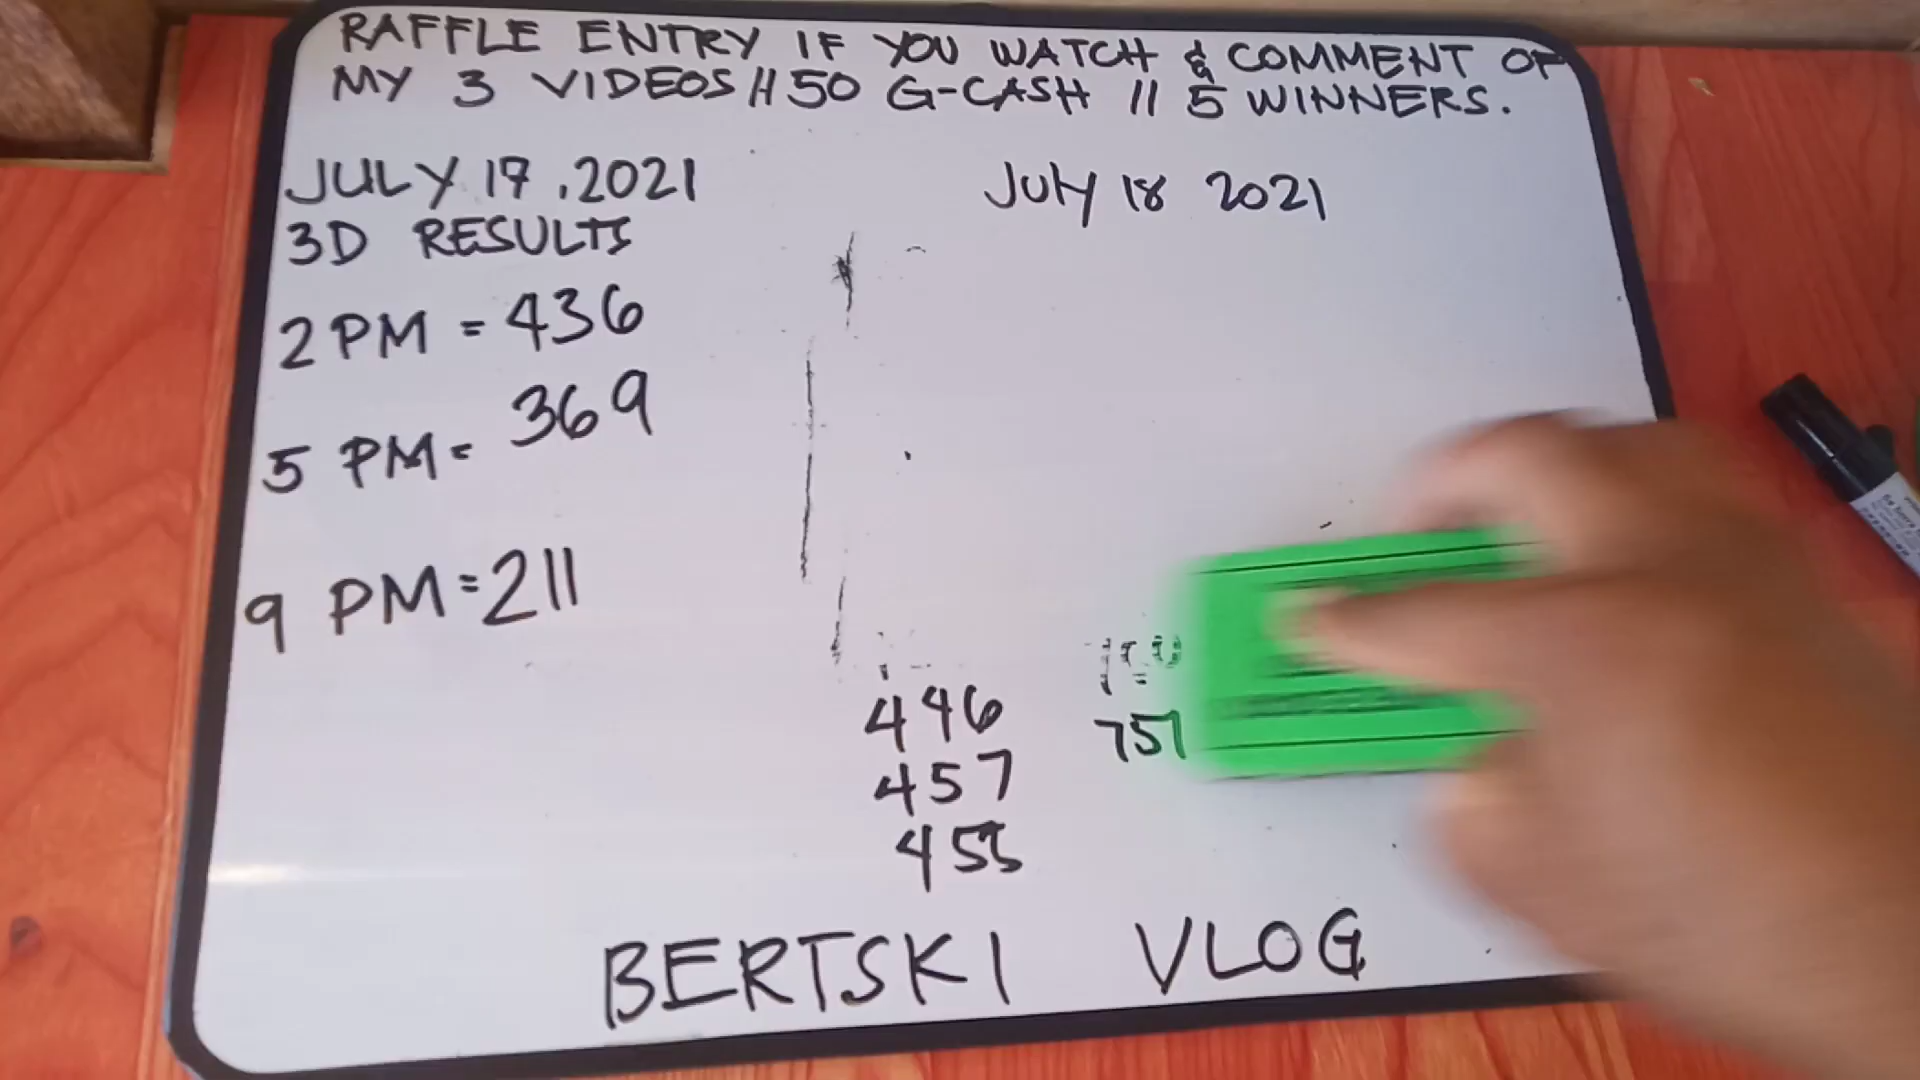 RAFFLE ENTRY IF YOU WATCH & COMMENT OF
MY 3 VIDEOS // 50 G-CASH // 5 WINNERS.
JULY 17, 2021
3D RESULTS
2 PM = 436
5 PM = 369
9 PM = 211
JULY 18 2021
446
457
455
757
BERTSKI VLOG